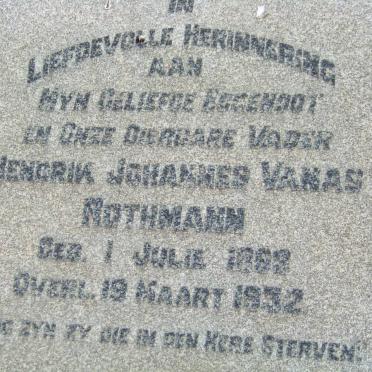 IN
LIEFDEVOLLE HERINNERING
AAN
MYN GELIEFDE EGGENOOT
EN ONZE DIERBARE VADER
HENDRIK JOHANNES VANAS
ROTHMANN
GEB. 1 JULIE 1868
OVERL. 19 MAART 1932
ZYN ZY DIE IN DEN HERE STERVEN."